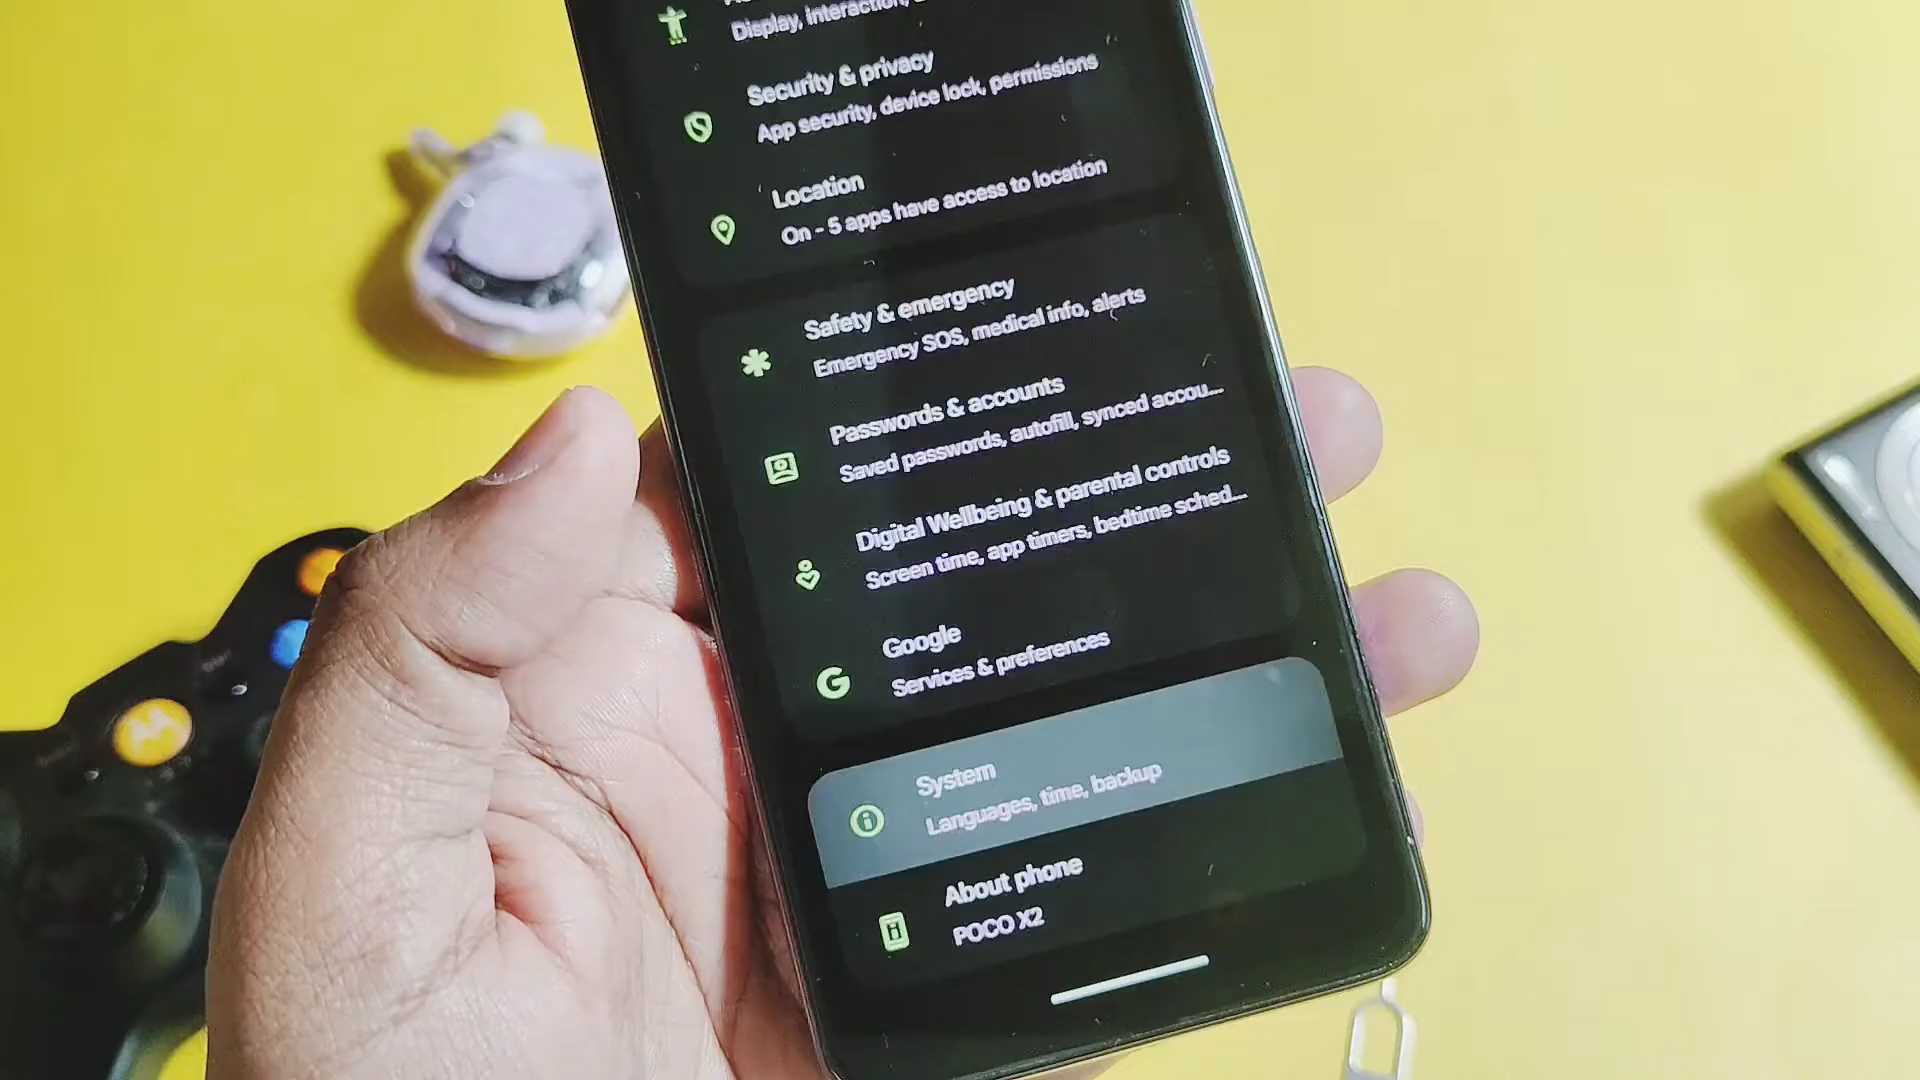 Display, interaction,
Security & privacy
App security, device lock, permissions
Location
On - 5 apps have access to location
Safety & emergency
Emergency SOS, medical info, alerts
Passwords & accounts
Saved passwords, autofill, synced accou...
Digital Wellbeing & parental controls
Screen time, app timers, bedtime sched...
Google
Services & preferences
System
Languages, time, backup
About phone
POCO X2